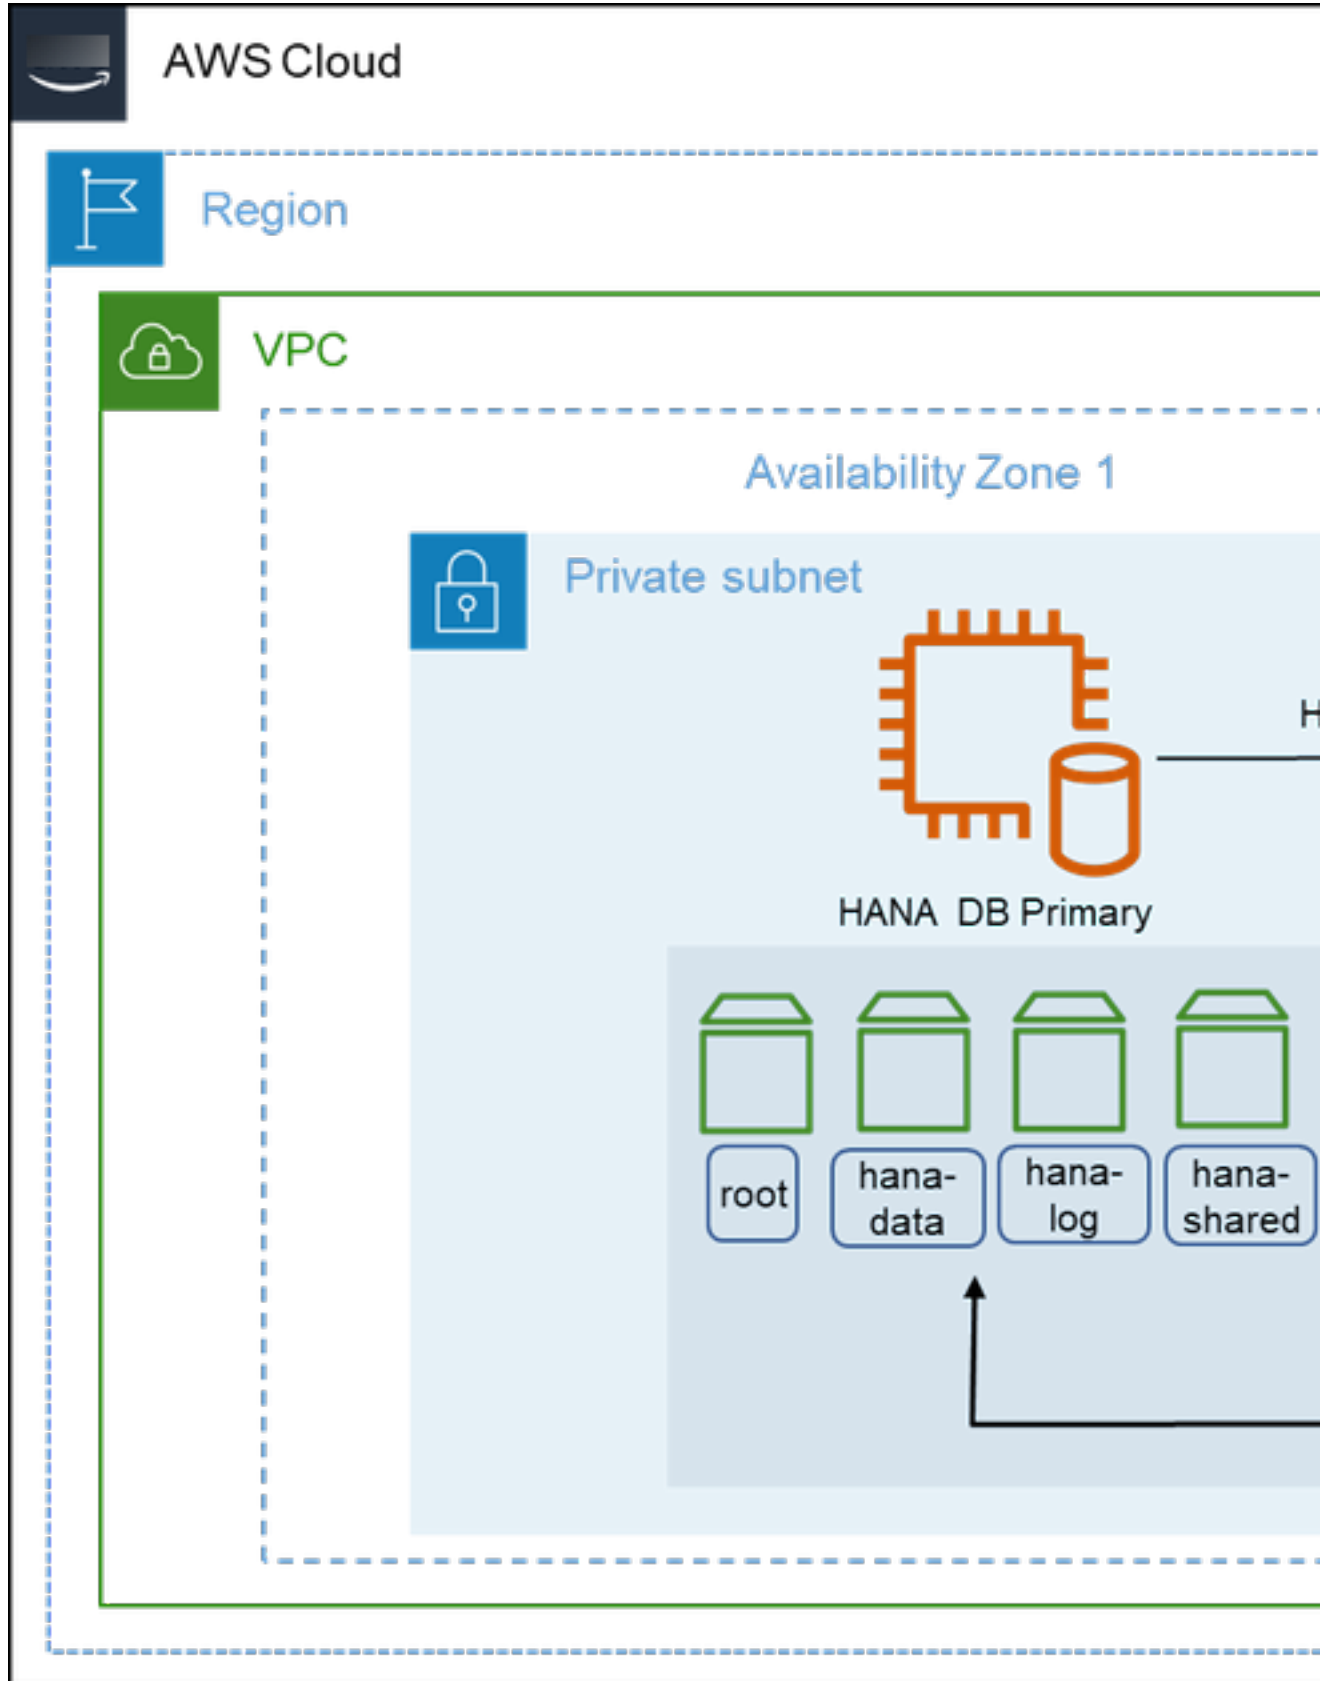 AWS Cloud
Region
VPC
Availability Zone 1
Private subnet
H
HANA DB Primary
root
hana-
data
hana-
log
hana-
shared